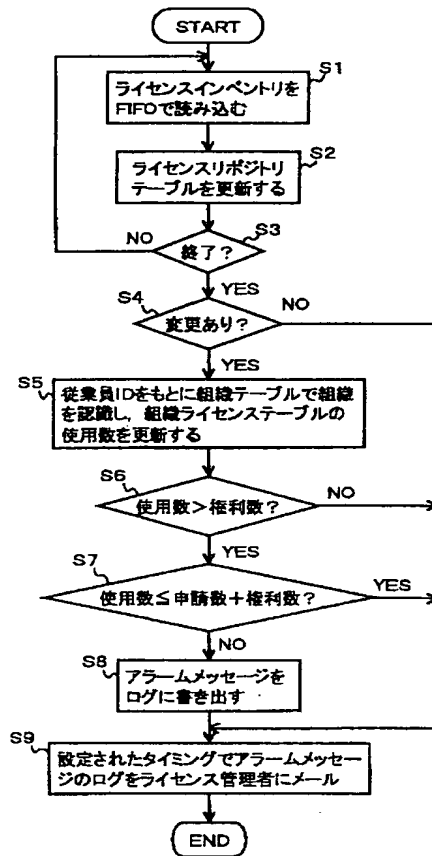 START
S1
ライセンスインベントリを
FIFOで読み込む
S2
ライセンスリポジトリ
テーブルを更新する
S3
NO
終了？
YES
S4
NO
変更あり？
YES
S5
従業員IDをもとに組織テーブルで組織
を認識し，組織ライセンステーブルの
使用数を更新する
S6
NO
使用数＞権利数？
YES
S7
YES
使用数≦申請数＋権利数？
NO
S8
アラームメッセージを
ログに書き出す
S9
設定されたタイミングでアラームメッセー
ジのログをライセンス管理者にメール
END